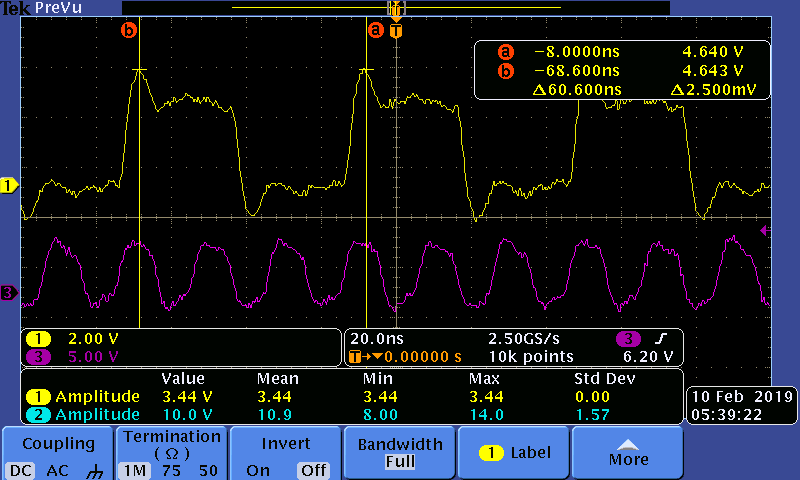 Tek PreVu
T
b
a
T
a −8.0000ns 4.640 V
b −68.600ns 4.643 V
Δ60.600ns Δ2.500mV
1
3
1 2.00 V
3 5.00 V
20.0ns 2.50GS/s 3
T→▼0.00000 s 10k points 6.20 V
Value Mean Min Max Std Dev
1 Amplitude 3.44 V 3.44 3.44 3.44 0.00
2 Amplitude 10.0 V 10.9 8.00 14.0 1.57
10 Feb 2019
05:39:22
Coupling
DC AC
Termination
(Ω)
1M 75 50
Invert
On Off
Bandwidth
Full
1 Label
More